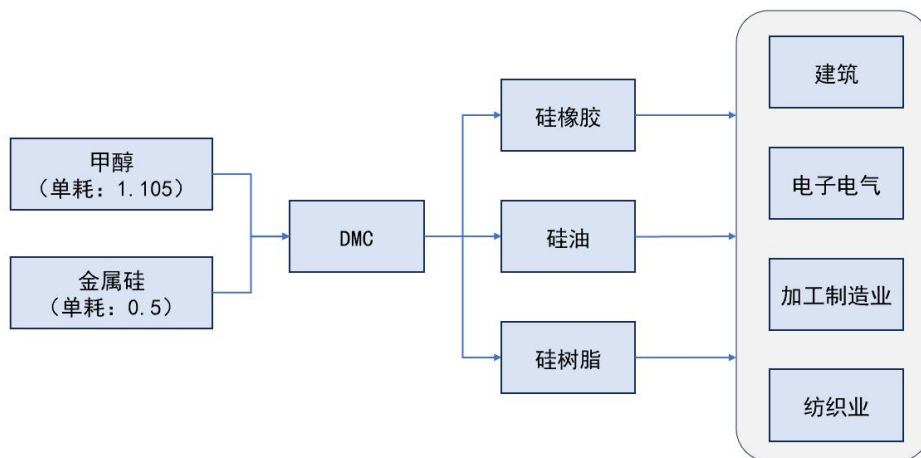 甲醇
（单耗：1.105）
金属硅
（单耗：0.5）
DMC
硅橡胶
硅油
硅树脂
建筑
电子电气
加工制造业
纺织业